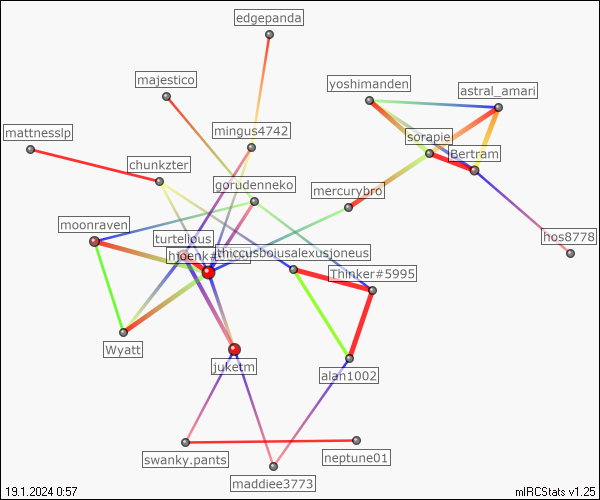 edgepanda
majestico
yoshimanden
astral_amari
mattnesslp
mingus4742
sorapie
chunkzter
Bertram
gorudenneko
mercurybro
moonraven
turtellous
hos8778
thiccusboiusalexusjoneus
Thinker#5995
Wyatt
juketm
alan1002
swanky.pants
neptune01
maddiee3773
19.1.2024 0:57
mIRCStats v1.25